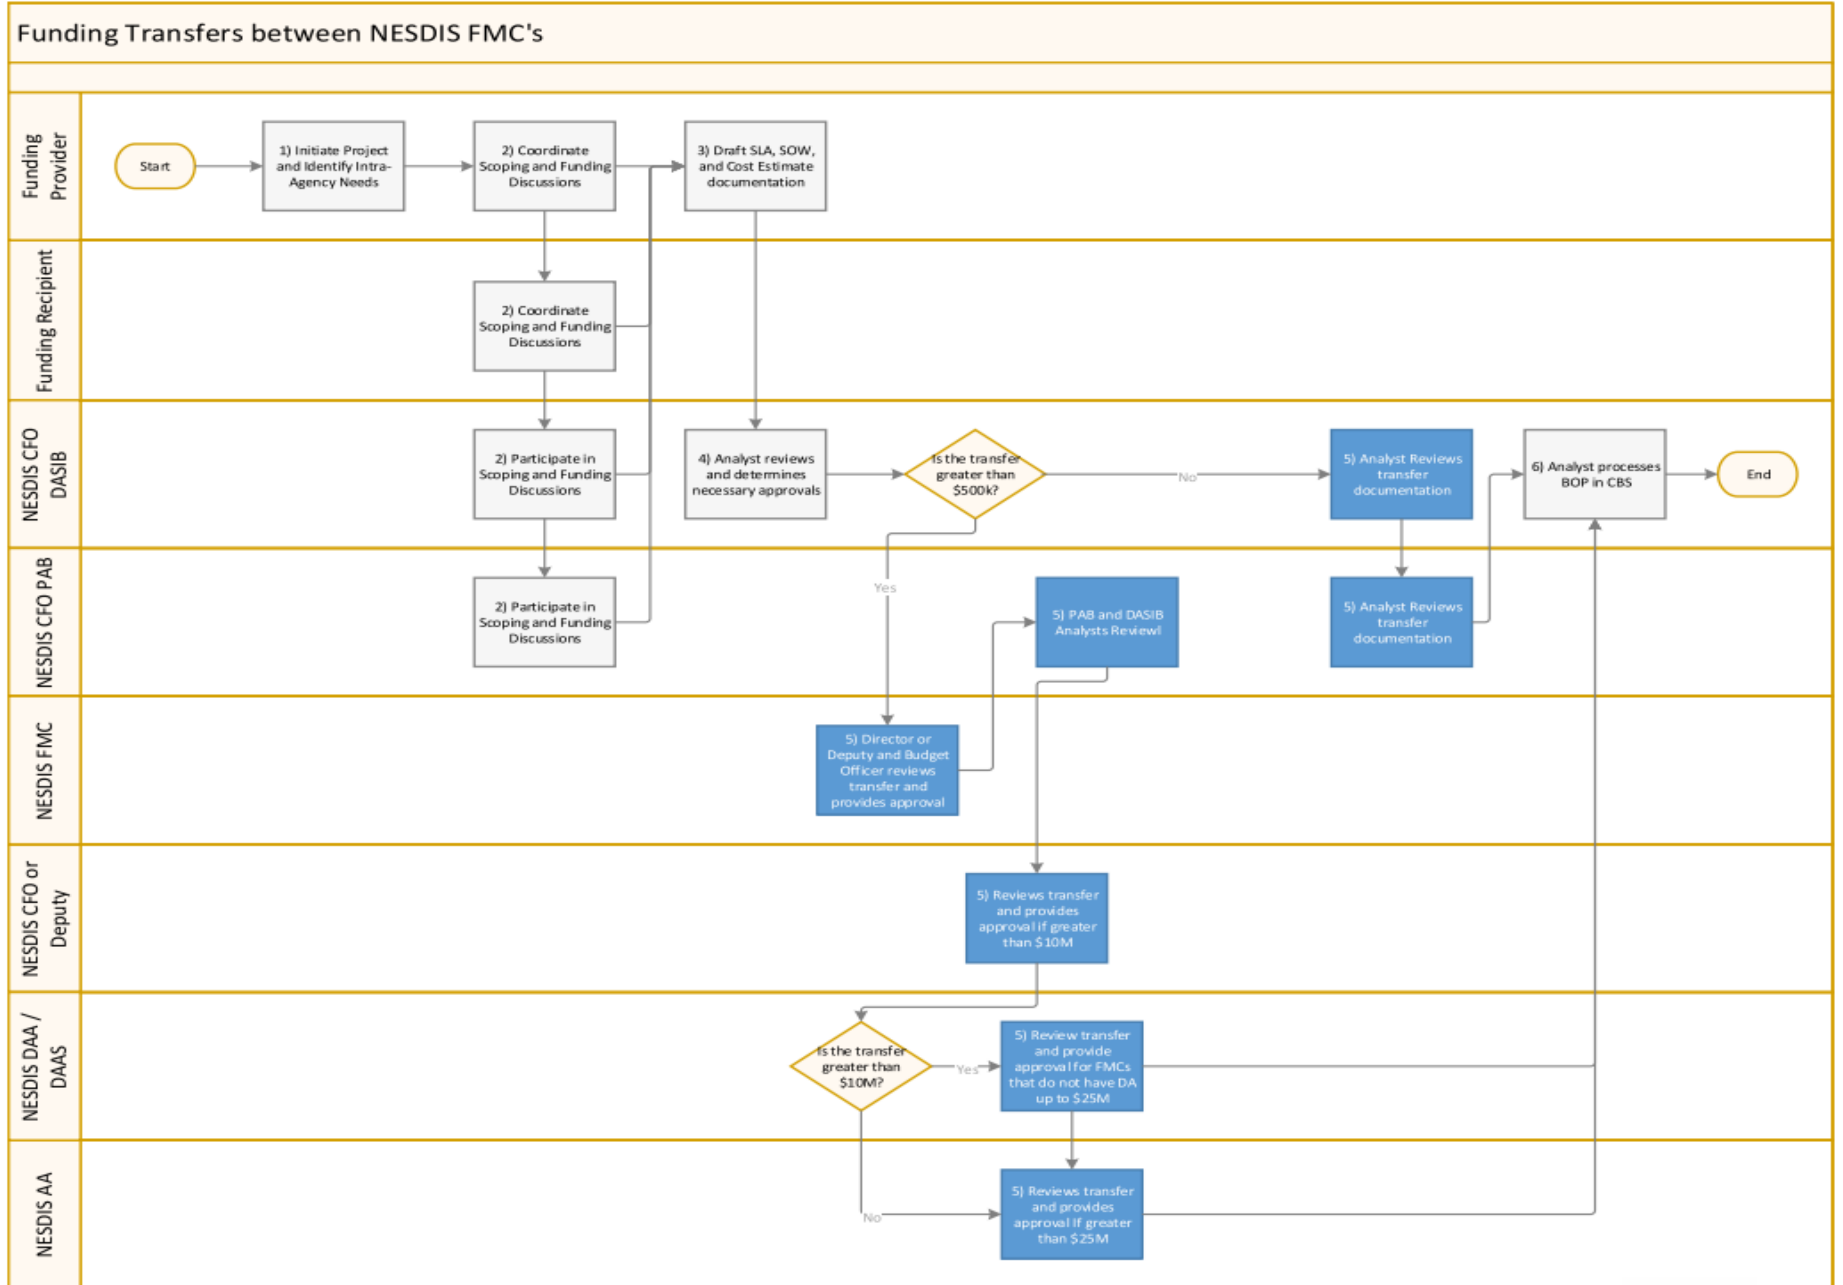 Funding Transfers between NESDIS FMC's
Funding
Provider
Start
1) Initiate Project
and Identify Intra-
Agency Needs
2) Coordinate
Scoping and Funding
Discussions
3) Draft SLA, SOW,
and Cost Estimate
documentation
Funding Recipient
2) Coordinate
Scoping and Funding
Discussions
NESDIS CFO
DASIB
2) Participate in
Scoping and Funding
Discussions
4) Analyst reviews
and determines
necessary approvals
Is the transfer
greater than
$500k?
No
5) Analyst Reviews
transfer
documentation
6) Analyst processes
BOP in CBS
End
NESDIS CFO PAB
2) Participate in
Scoping and Funding
Discussions
Yes
5) PAB and DASIB
Analysts Reviewl
5) Analyst Reviews
transfer
documentation
NESDIS FMC
5) Director or
Deputy and Budget
Officer reviews
transfer and
provides approval
NESDIS CFO or
Deputy
5) Reviews transfer
and provides
approval if greater
than $10M
NESDIS DAA /
DAAS
Is the transfer
greater than
$10M?
Yes
5) Review transfer
and provide
approval for FMCs
that do not have DA
up to $25M
NESDIS AA
No
5) Reviews transfer
and provides
approval if greater
than $25M